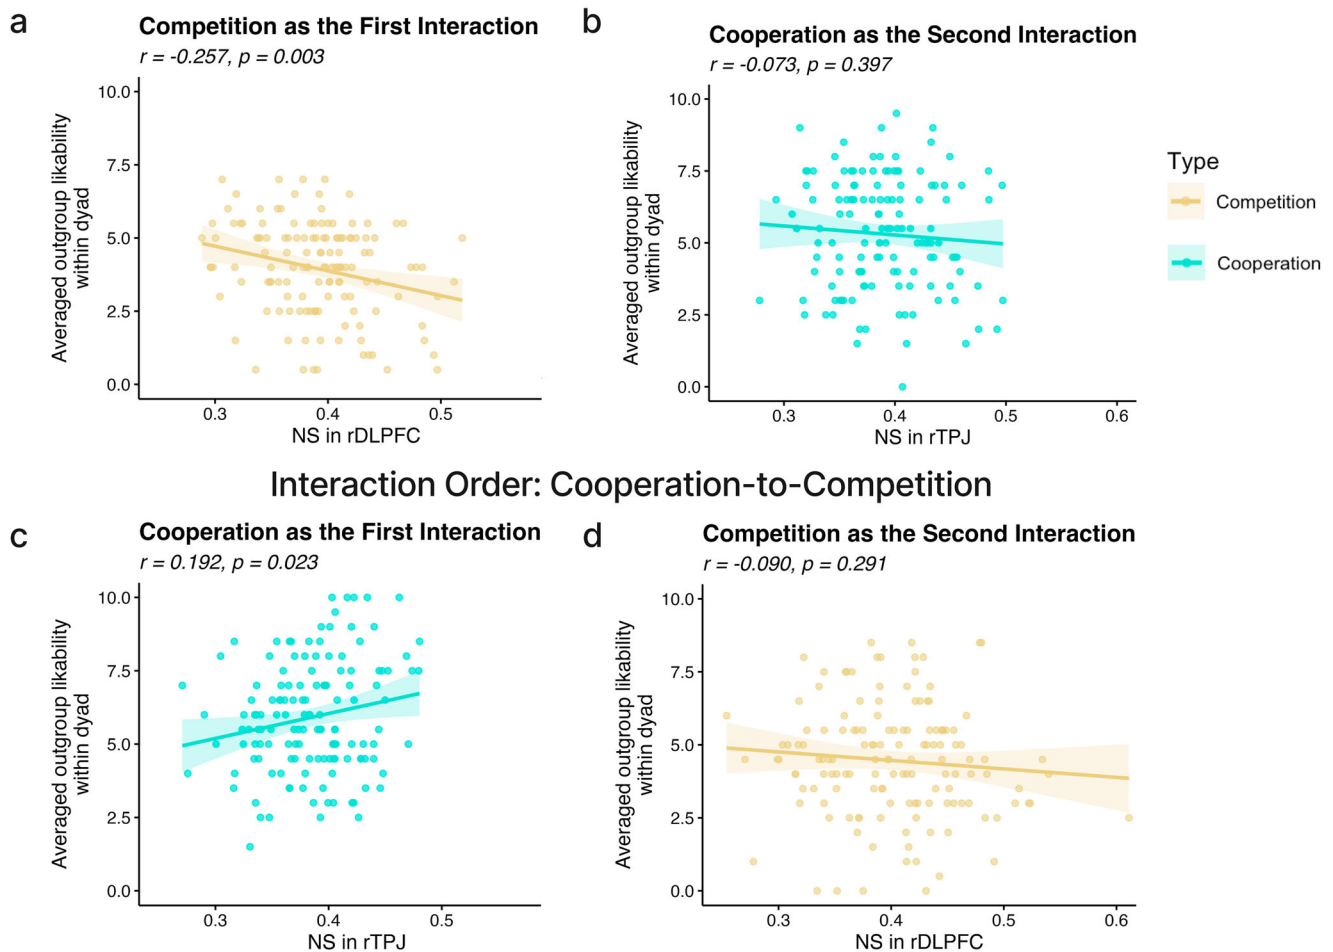 a
Competition as the First Interaction
r = -0.257, p = 0.003
Averaged outgroup likability
within dyad
10.0
7.5
5.0
2.5
0.0
0.3
0.4
0.5
NS in rDLPFC
b
Cooperation as the Second Interaction
r = -0.073, p = 0.397
Averaged outgroup likability
within dyad
10.0
7.5
5.0
2.5
0.0
0.3
0.4
0.5
0.6
NS in rTPJ
Type
Competition
Cooperation
Interaction Order: Cooperation-to-Competition
c
Cooperation as the First Interaction
r = 0.192, p = 0.023
Averaged outgroup likability
within dyad
10.0
7.5
5.0
2.5
0.0
0.3
0.4
0.5
NS in rTPJ
d
Competition as the Second Interaction
r = -0.090, p = 0.291
Averaged outgroup likability
within dyad
10.0
7.5
5.0
2.5
0.0
0.3
0.4
0.5
0.6
NS in rDLPFC